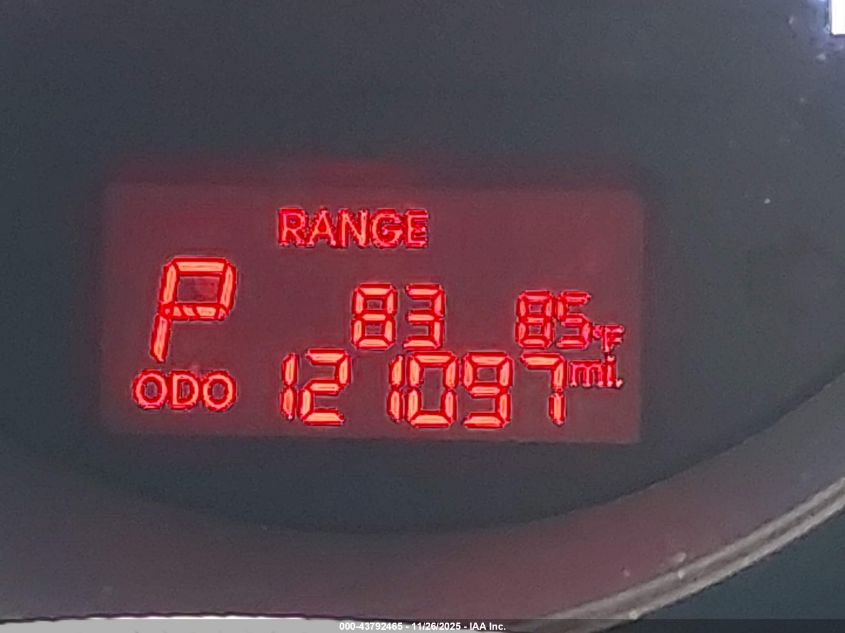 RANGE
P 83 85°F
ODO 121097 mi.
000-43792465 - 11/26/2025 - IAA Inc.